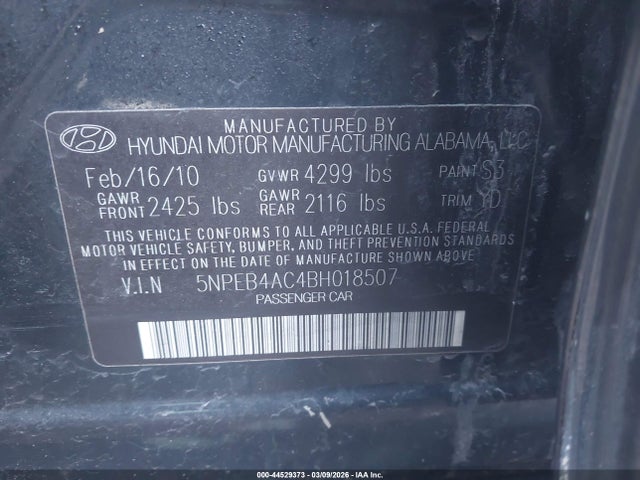 MANUFACTURED BY
HYUNDAI MOTOR MANUFACTURING ALABAMA, LLC
Feb/16/10 GVWR 4299 lbs PAINT S3
GAWR FRONT 2425 lbs GAWR REAR 2116 lbs TRIM YD
THIS VEHICLE CONFORMS TO ALL APPLICABLE U.S.A. FEDERAL
MOTOR VEHICLE SAFETY, BUMPER, AND THEFT PREVENTION STANDARDS
IN EFFECT ON THE DATE OF MANUFACTURE SHOWN ABOVE
V.I.N 5NPEB4AC4BH018507
PASSENGER CAR
000-44529373 - 03/09/2026 - IAA Inc.